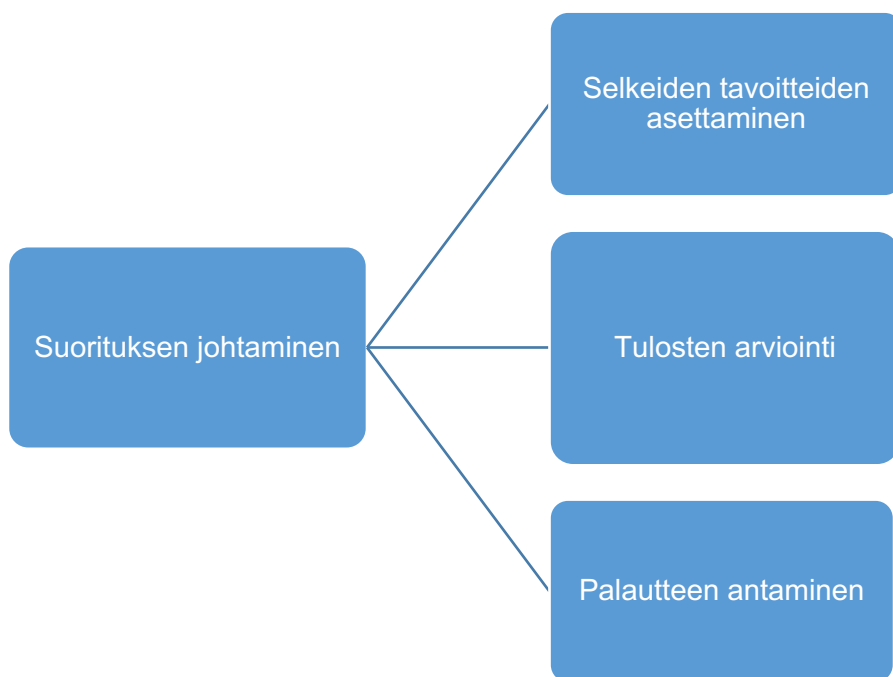 Selkeiden tavoitteiden
asettaminen
Suorituksen johtaminen
Tulosten arviointi
Palautteen antaminen